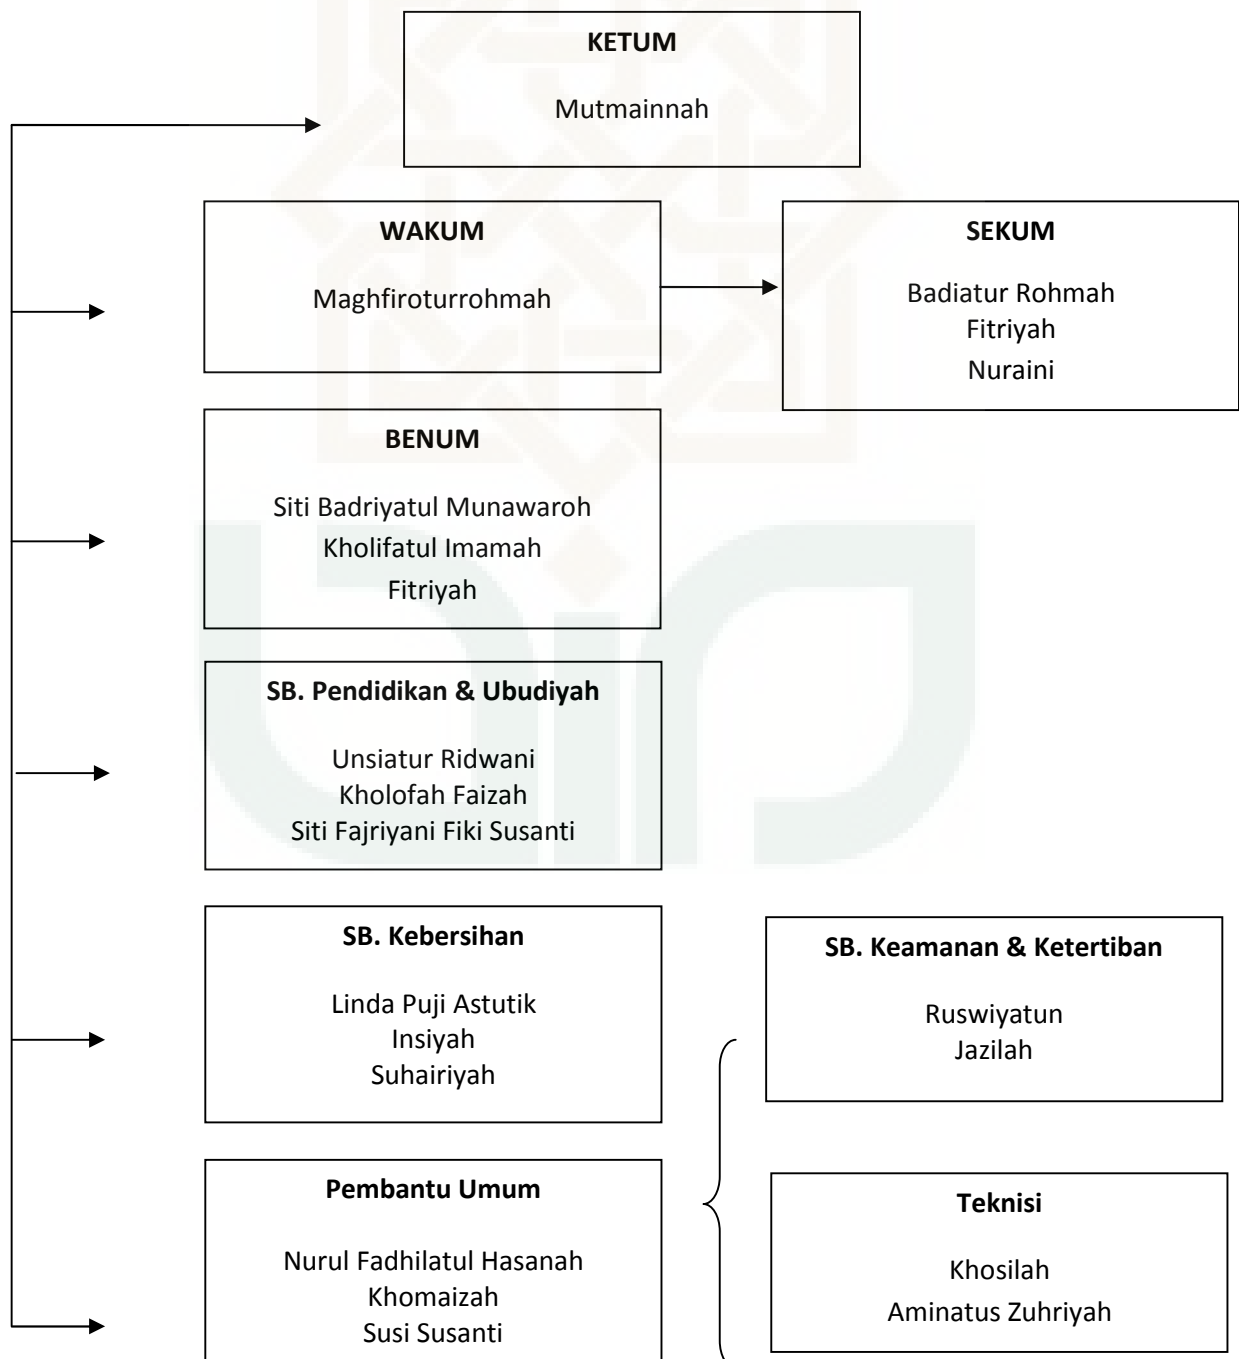 KETUM
Mutmainnah
WAKUM
Maghfiroturrohmah
SEKUM
Badiatur Rohmah
Fitriyah
Nuraini
BENUM
Siti Badriyatul Munawaroh
Kholifatul Imamah
Fitriyah
SB. Pendidikan & Ubudiyah
Unsiatur Ridwani
Kholofah Faizah
Siti Fajriyani Fiki Susanti
SB. Kebersihan
Linda Puji Astutik
Insiyah
Suhairiyah
SB. Keamanan & Ketertiban
Ruswiyatun
Jazilah
Pembantu Umum
Nurul Fadhilatul Hasanah
Khomaizah
Susi Susanti
Teknisi
Khosilah
Aminatus Zuhriyah